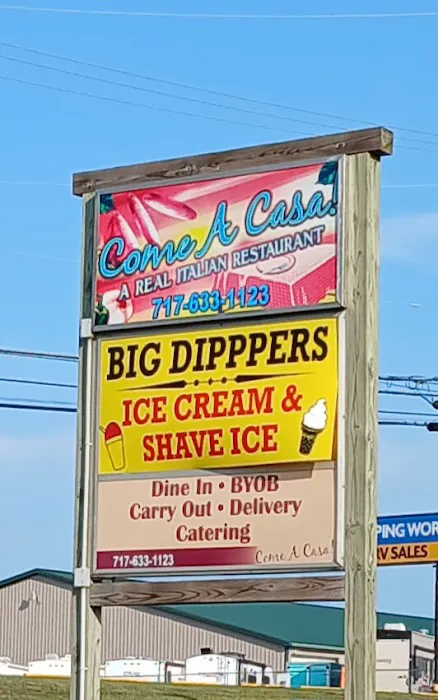 Come A Casa!
A REAL ITALIAN RESTAURANT
717-633-1123
BIG DIPPPERS
ICE CREAM &
SHAVE ICE
Dine In • BYOB
Carry Out • Delivery
Catering
717-633-1123
Come A Casa!
PING WOR
RV SALES